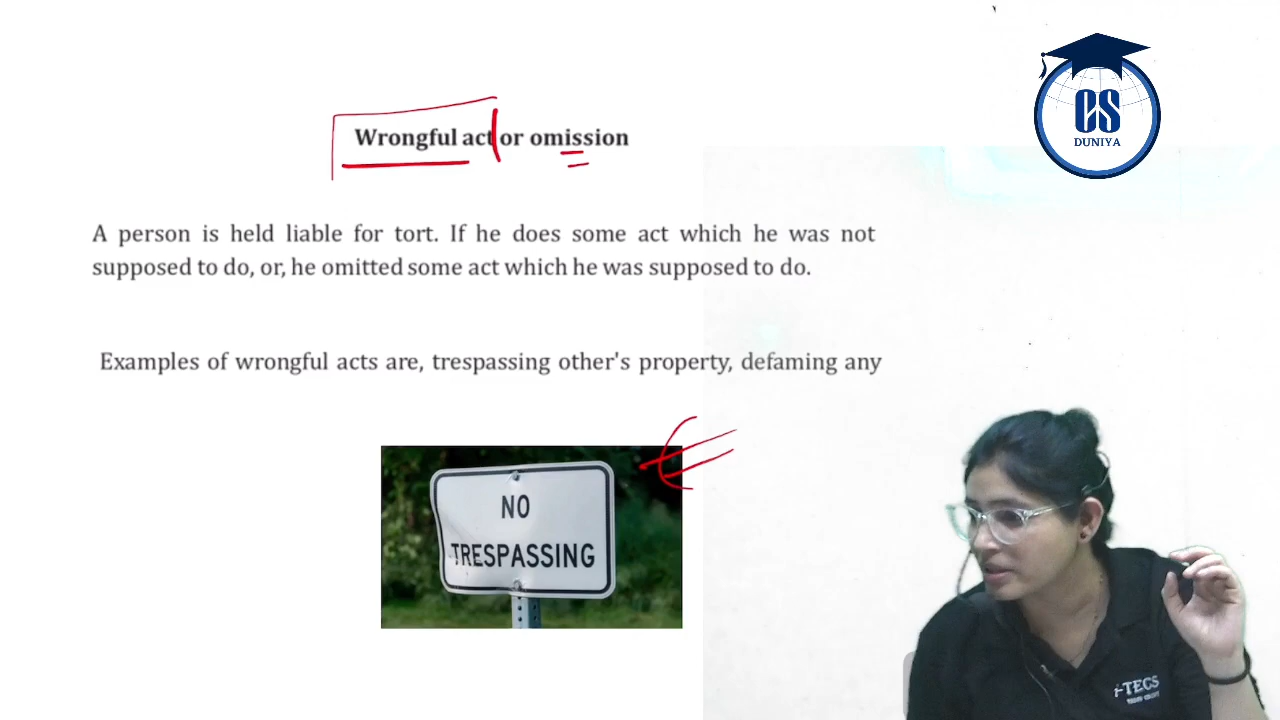 CS
DUNIYA
Wrongful act or omission
A person is held liable for tort. If he does some act which he was not
supposed to do, or, he omitted some act which he was supposed to do.
Examples of wrongful acts are, trespassing other's property, defaming any
NO
TRESPASSING
i-TECS